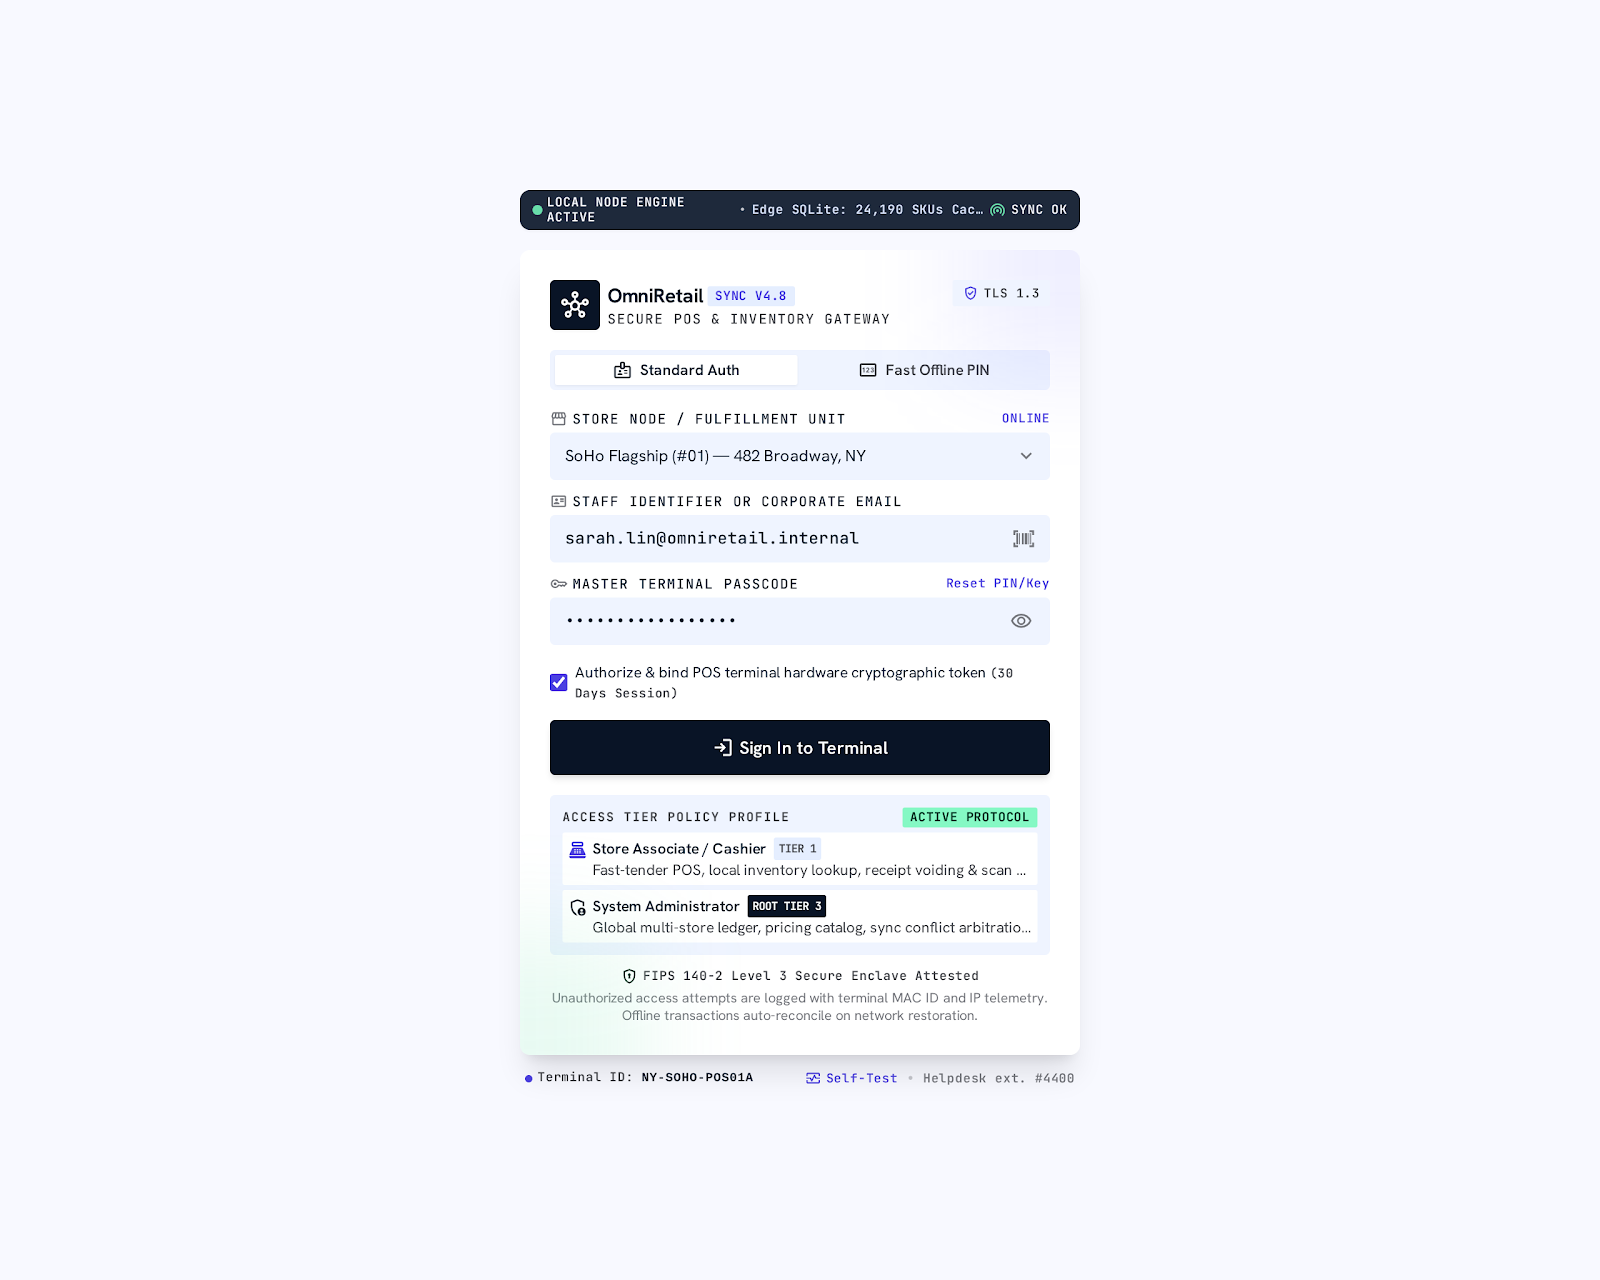 LOCAL NODE ENGINE ACTIVE
• Edge SQLite: 24,190 SKUs Cac…
SYNC OK
OmniRetail SYNC V4.8
SECURE POS & INVENTORY GATEWAY
TLS 1.3
Standard Auth
Fast Offline PIN
STORE NODE / FULFILLMENT UNIT
ONLINE
SoHo Flagship (#01) — 482 Broadway, NY
STAFF IDENTIFIER OR CORPORATE EMAIL
sarah.lin@omniretail.internal
MASTER TERMINAL PASSCODE
Reset PIN/Key
•••••••••••••••••
Authorize & bind POS terminal hardware cryptographic token (30
Days Session)
Sign In to Terminal
ACCESS TIER POLICY PROFILE
ACTIVE PROTOCOL
Store Associate / Cashier TIER 1
Fast-tender POS, local inventory lookup, receipt voiding & scan …
System Administrator ROOT TIER 3
Global multi-store ledger, pricing catalog, sync conflict arbitratio…
FIPS 140-2 Level 3 Secure Enclave Attested
Unauthorized access attempts are logged with terminal MAC ID and IP telemetry.
Offline transactions auto-reconcile on network restoration.
Terminal ID: NY-SOHO-POS01A
Self-Test • Helpdesk ext. #4400